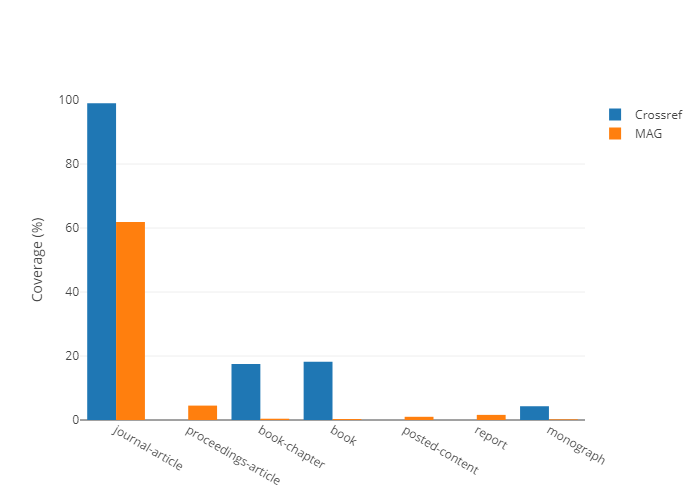 100
80
60
40
20
0
Coverage (%)
journal-article
proceedings-article
book-chapter
book
posted-content
report
monograph
Crossref
MAG